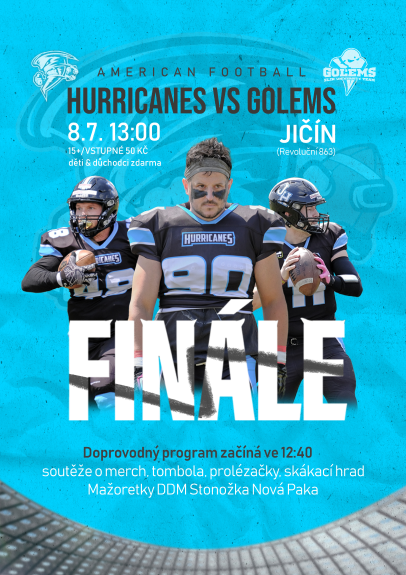 AMERICAN FOOTBALL
GOLEMS
HURRICANES VS GOLEMS
8.7. 13:00
15+/VSTUPNÉ 50 KČ
děti & důchodci zdarma
JIČÍN
(Revoluční 863)
HURRICANES
90
FINÁLE
Doprovodný program začíná ve 12:40
soutěže o merch, tombola, prolézačky, skákací hrad
Mažoretky DDM Stonožka Nová Paka